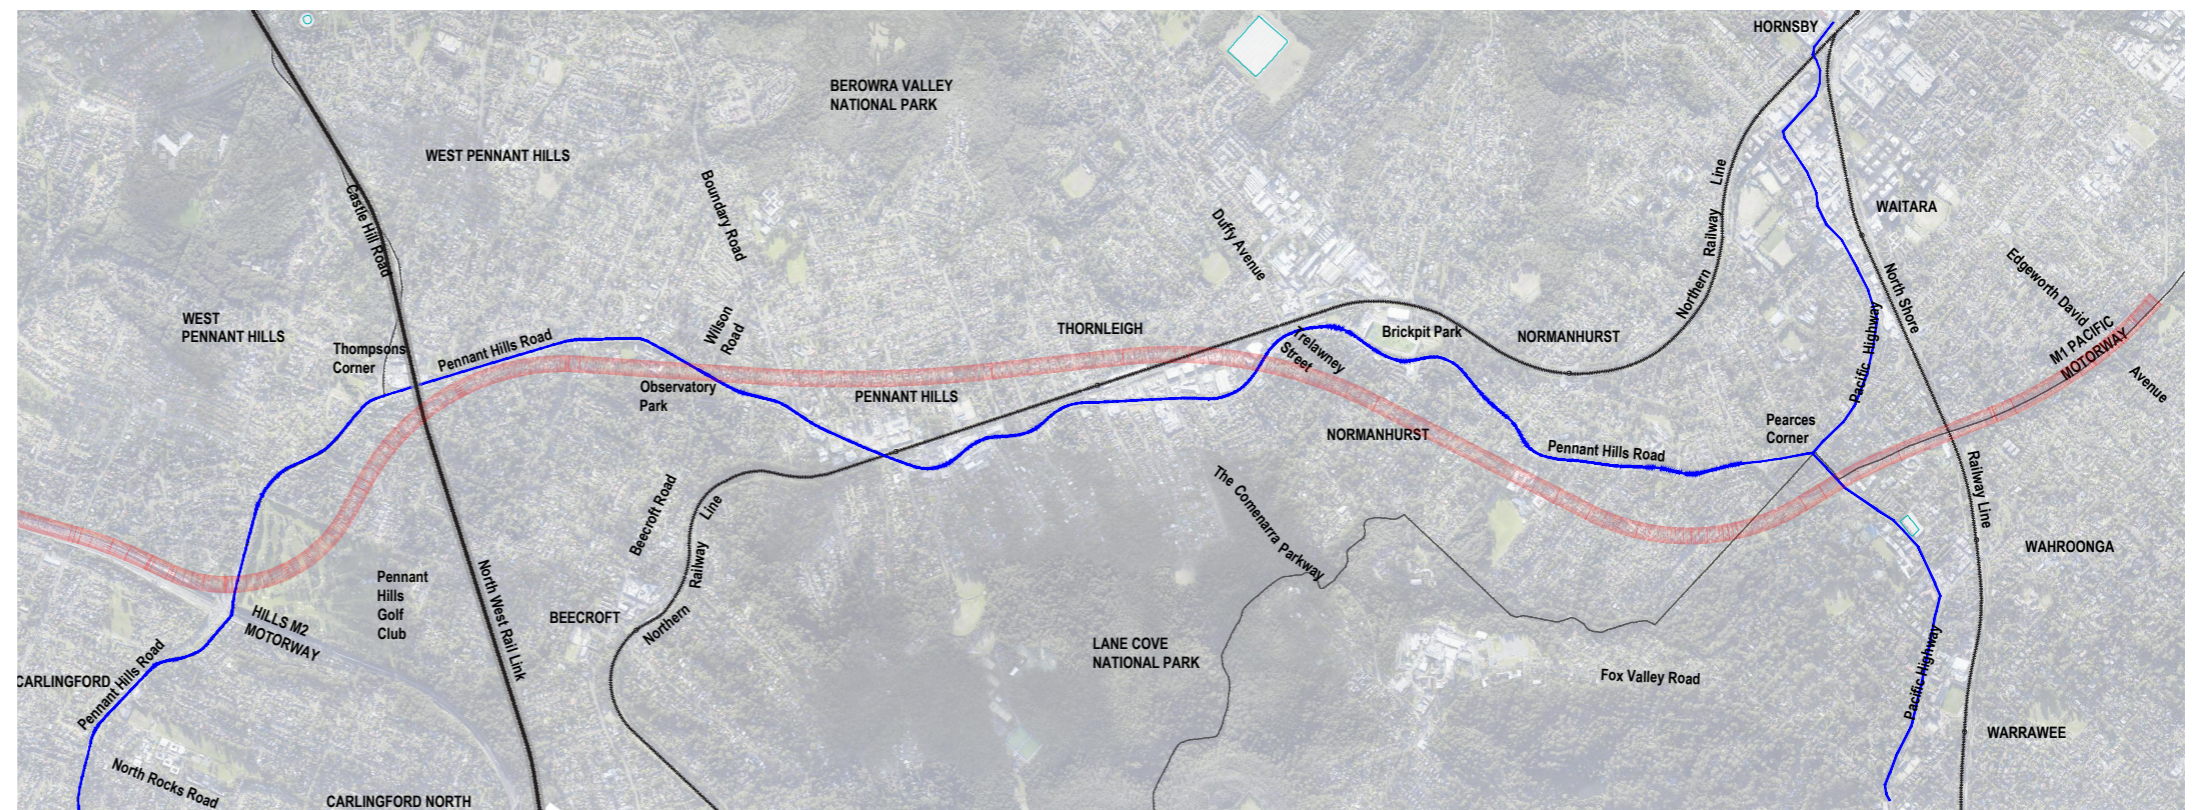 HORNSBY
BEROWRA VALLEY
NATIONAL PARK
WEST PENNANT HILLS
Castle Hill Road
Boundary Road
Duffy Avenue
Northern Railway Line
WAITARA
Edgeworth David
Avenue
North Shore
Railway Line
WEST
PENNANT HILLS
Thompsons
Corner
Pennant Hills Road
Wilson
Road
THORNLEIGH
Trelawney
Street
Brickpit Park
NORMANHURST
Pacific Highway
M1 PACIFIC
MOTORWAY
Observatory
Park
PENNANT HILLS
NORMANHURST
Pearces
Corner
Pennant Hills Road
Beecroft Road
The Comenarra Parkway
Northern Railway Line
North West Rail Link
Pennant
Hills
Golf
Club
HILLS M2
MOTORWAY
BEECROFT
WAHROONGA
LANE COVE
NATIONAL PARK
Fox Valley Road
Pacific Highway
CARLINGFORD
Pennant Hills Road
WARRAWEE
North Rocks Road
CARLINGFORD NORTH